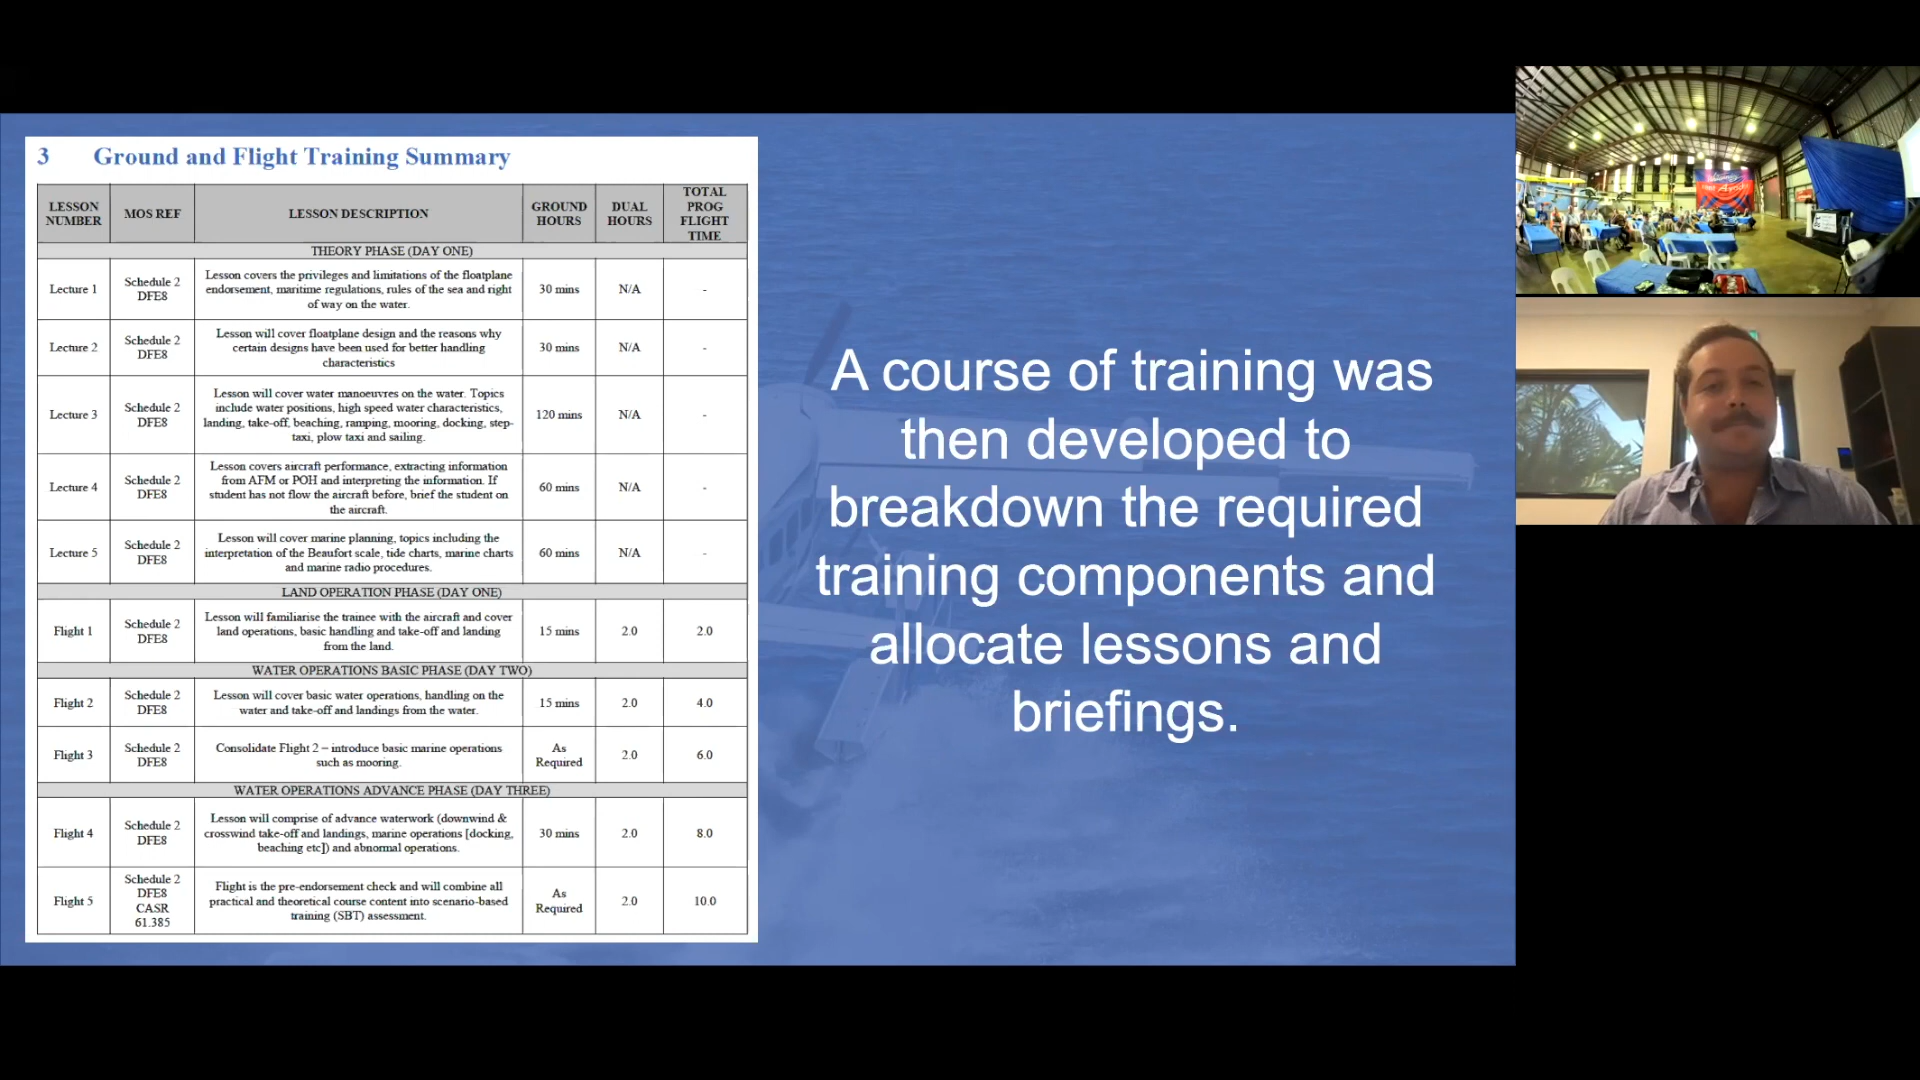 3 Ground and Flight Training Summary
LESSON NUMBER MOS REF LESSON DESCRIPTION GROUND HOURS DUAL HOURS TOTAL PROG FLIGHT TIME
THEORY PHASE (DAY ONE)
Lecture 1 Schedule 2 DFE8 Lesson covers the privileges and limitations of the floatplane endorsement, maritime regulations, rules of the sea and right of way on the water. 30 mins N/A -
Lecture 2 Schedule 2 DFE8 Lesson will cover floatplane design and the reasons why certain designs have been used for better handling characteristics 30 mins N/A -
Lecture 3 Schedule 2 DFE8 Lesson will cover water manoeuvres on the water. Topics include water positions, high speed water characteristics, landing, take-off, beaching, ramping, mooring, docking, step-taxi, plow taxi and sailing. 120 mins N/A -
Lecture 4 Schedule 2 DFE8 Lesson covers aircraft performance, extracting information from AFM or POH and interpreting the information. If student has not flow the aircraft before, brief the student on the aircraft. 60 mins N/A -
Lecture 5 Schedule 2 DFE8 Lesson will cover marine planning, topics including the interpretation of the Beaufort scale, tide charts, marine charts and marine radio procedures. 60 mins N/A -
LAND OPERATION PHASE (DAY ONE)
Flight 1 Schedule 2 DFE8 Lesson will familiarise the trainee with the aircraft and cover land operations, basic handling and take-off and landing from the land. 15 mins 2.0 2.0
WATER OPERATIONS BASIC PHASE (DAY TWO)
Flight 2 Schedule 2 DFE8 Lesson will cover basic water operations, handling on the water and take-off and landings from the water. 15 mins 2.0 4.0
Flight 3 Schedule 2 DFE8 Consolidate Flight 2 – introduce basic marine operations such as mooring. As Required 2.0 6.0
WATER OPERATIONS ADVANCE PHASE (DAY THREE)
Flight 4 Schedule 2 DFE8 Lesson will comprise of advance waterwork (downwind & crosswind take-off and landings, marine operations [docking, beaching etc]) and abnormal operations. 30 mins 2.0 8.0
Flight 5 Schedule 2 DFE8 CASR 61.385 Flight is the pre-endorsement check and will combine all practical and theoretical course content into scenario-based training (SBT) assessment. As Required 2.0 10.0
A course of training was
then developed to
breakdown the required
training components and
allocate lessons and
briefings.